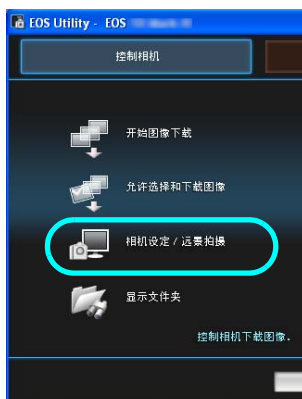 EOS Utility - EOS
控制相机
开始图像下载
允许选择和下载图像
相机设定 / 远景拍摄
显示文件夹
控制相机下载图像.